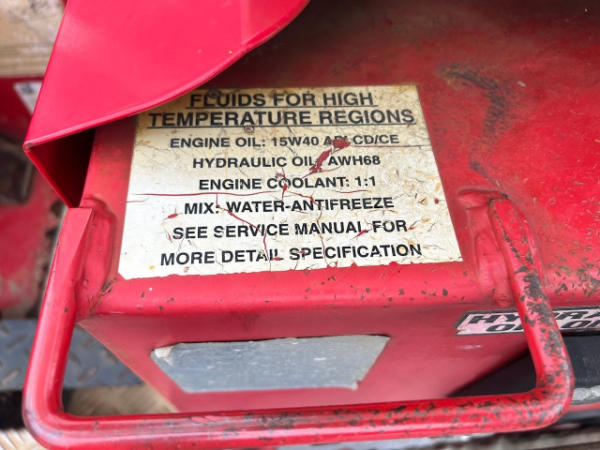 FLUIDS FOR HIGH
TEMPERATURE REGIONS
ENGINE OIL: 15W40 API CD/CE
HYDRAULIC OIL: AWH68
ENGINE COOLANT: 1:1
MIX: WATER-ANTIFREEZE
SEE SERVICE MANUAL FOR
MORE DETAIL SPECIFICATION